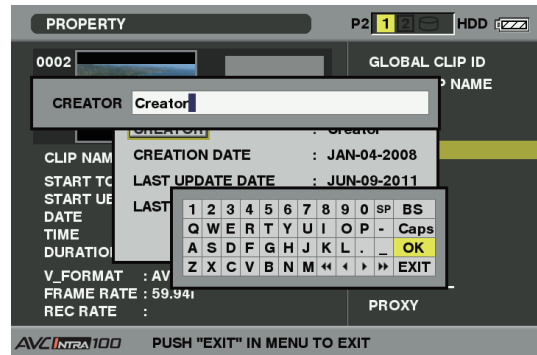 PROPERTY P2 1 2 HDD
0002 GLOBAL CLIP ID
NAME
CREATOR Creator
CREATOR : Creator
CLIP NAM CREATION DATE : JAN-04-2008
START TC LAST UPDATE DATE : JUN-09-2011
START UB LAST
DATE
TIME
DURATIO
1 2 3 4 5 6 7 8 9 0 SP BS
Q W E R T Y U I O P - Caps
A S D F G H J K L . _ OK
Z X C V B N M EXIT
V_FORMAT : AV
FRAME RATE : 59.94i
REC RATE :
PROXY
AVC INTRA 100 PUSH "EXIT" IN MENU TO EXIT